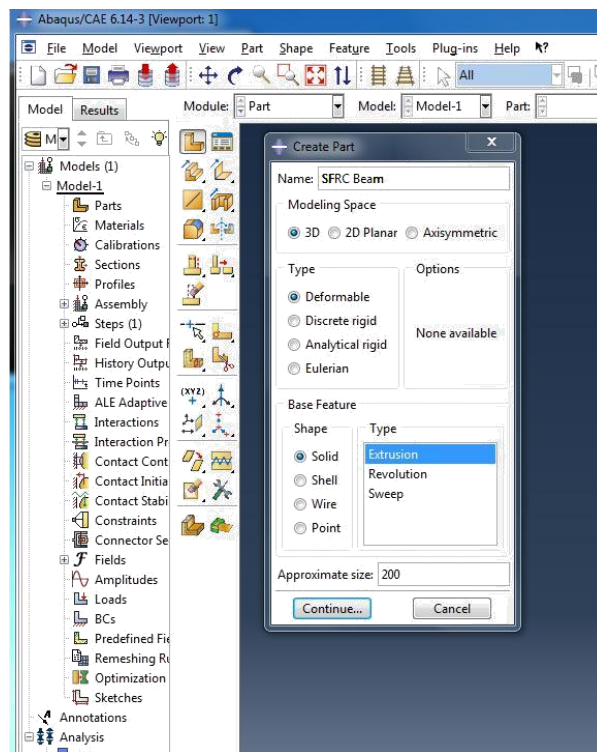 Abaqus/CAE 6.14-3 [Viewport: 1]
File Model Viewport View Part Shape Feature Tools Plug-ins Help
All
Model Results
Module: Part Model: Model-1 Part:
M
Models (1)
Model-1
Parts
Materials
Calibrations
Sections
Profiles
Assembly
Steps (1)
Field Output F
History Outpu
Time Points
ALE Adaptive
Interactions
Interaction Pr
Contact Cont
Contact Initia
Contact Stabi
Constraints
Connector Se
Fields
Amplitudes
Loads
BCs
Predefined Fie
Remeshing Ru
Optimization
Sketches
Annotations
Analysis
(XYZ)
Create Part
X
Name: SFRC Beam
Modeling Space
3D 2D Planar Axisymmetric
Type
Deformable
Discrete rigid
Analytical rigid
Eulerian
Options
None available
Base Feature
Shape
Solid
Shell
Wire
Point
Type
Extrusion
Revolution
Sweep
Approximate size: 200
Continue... Cancel